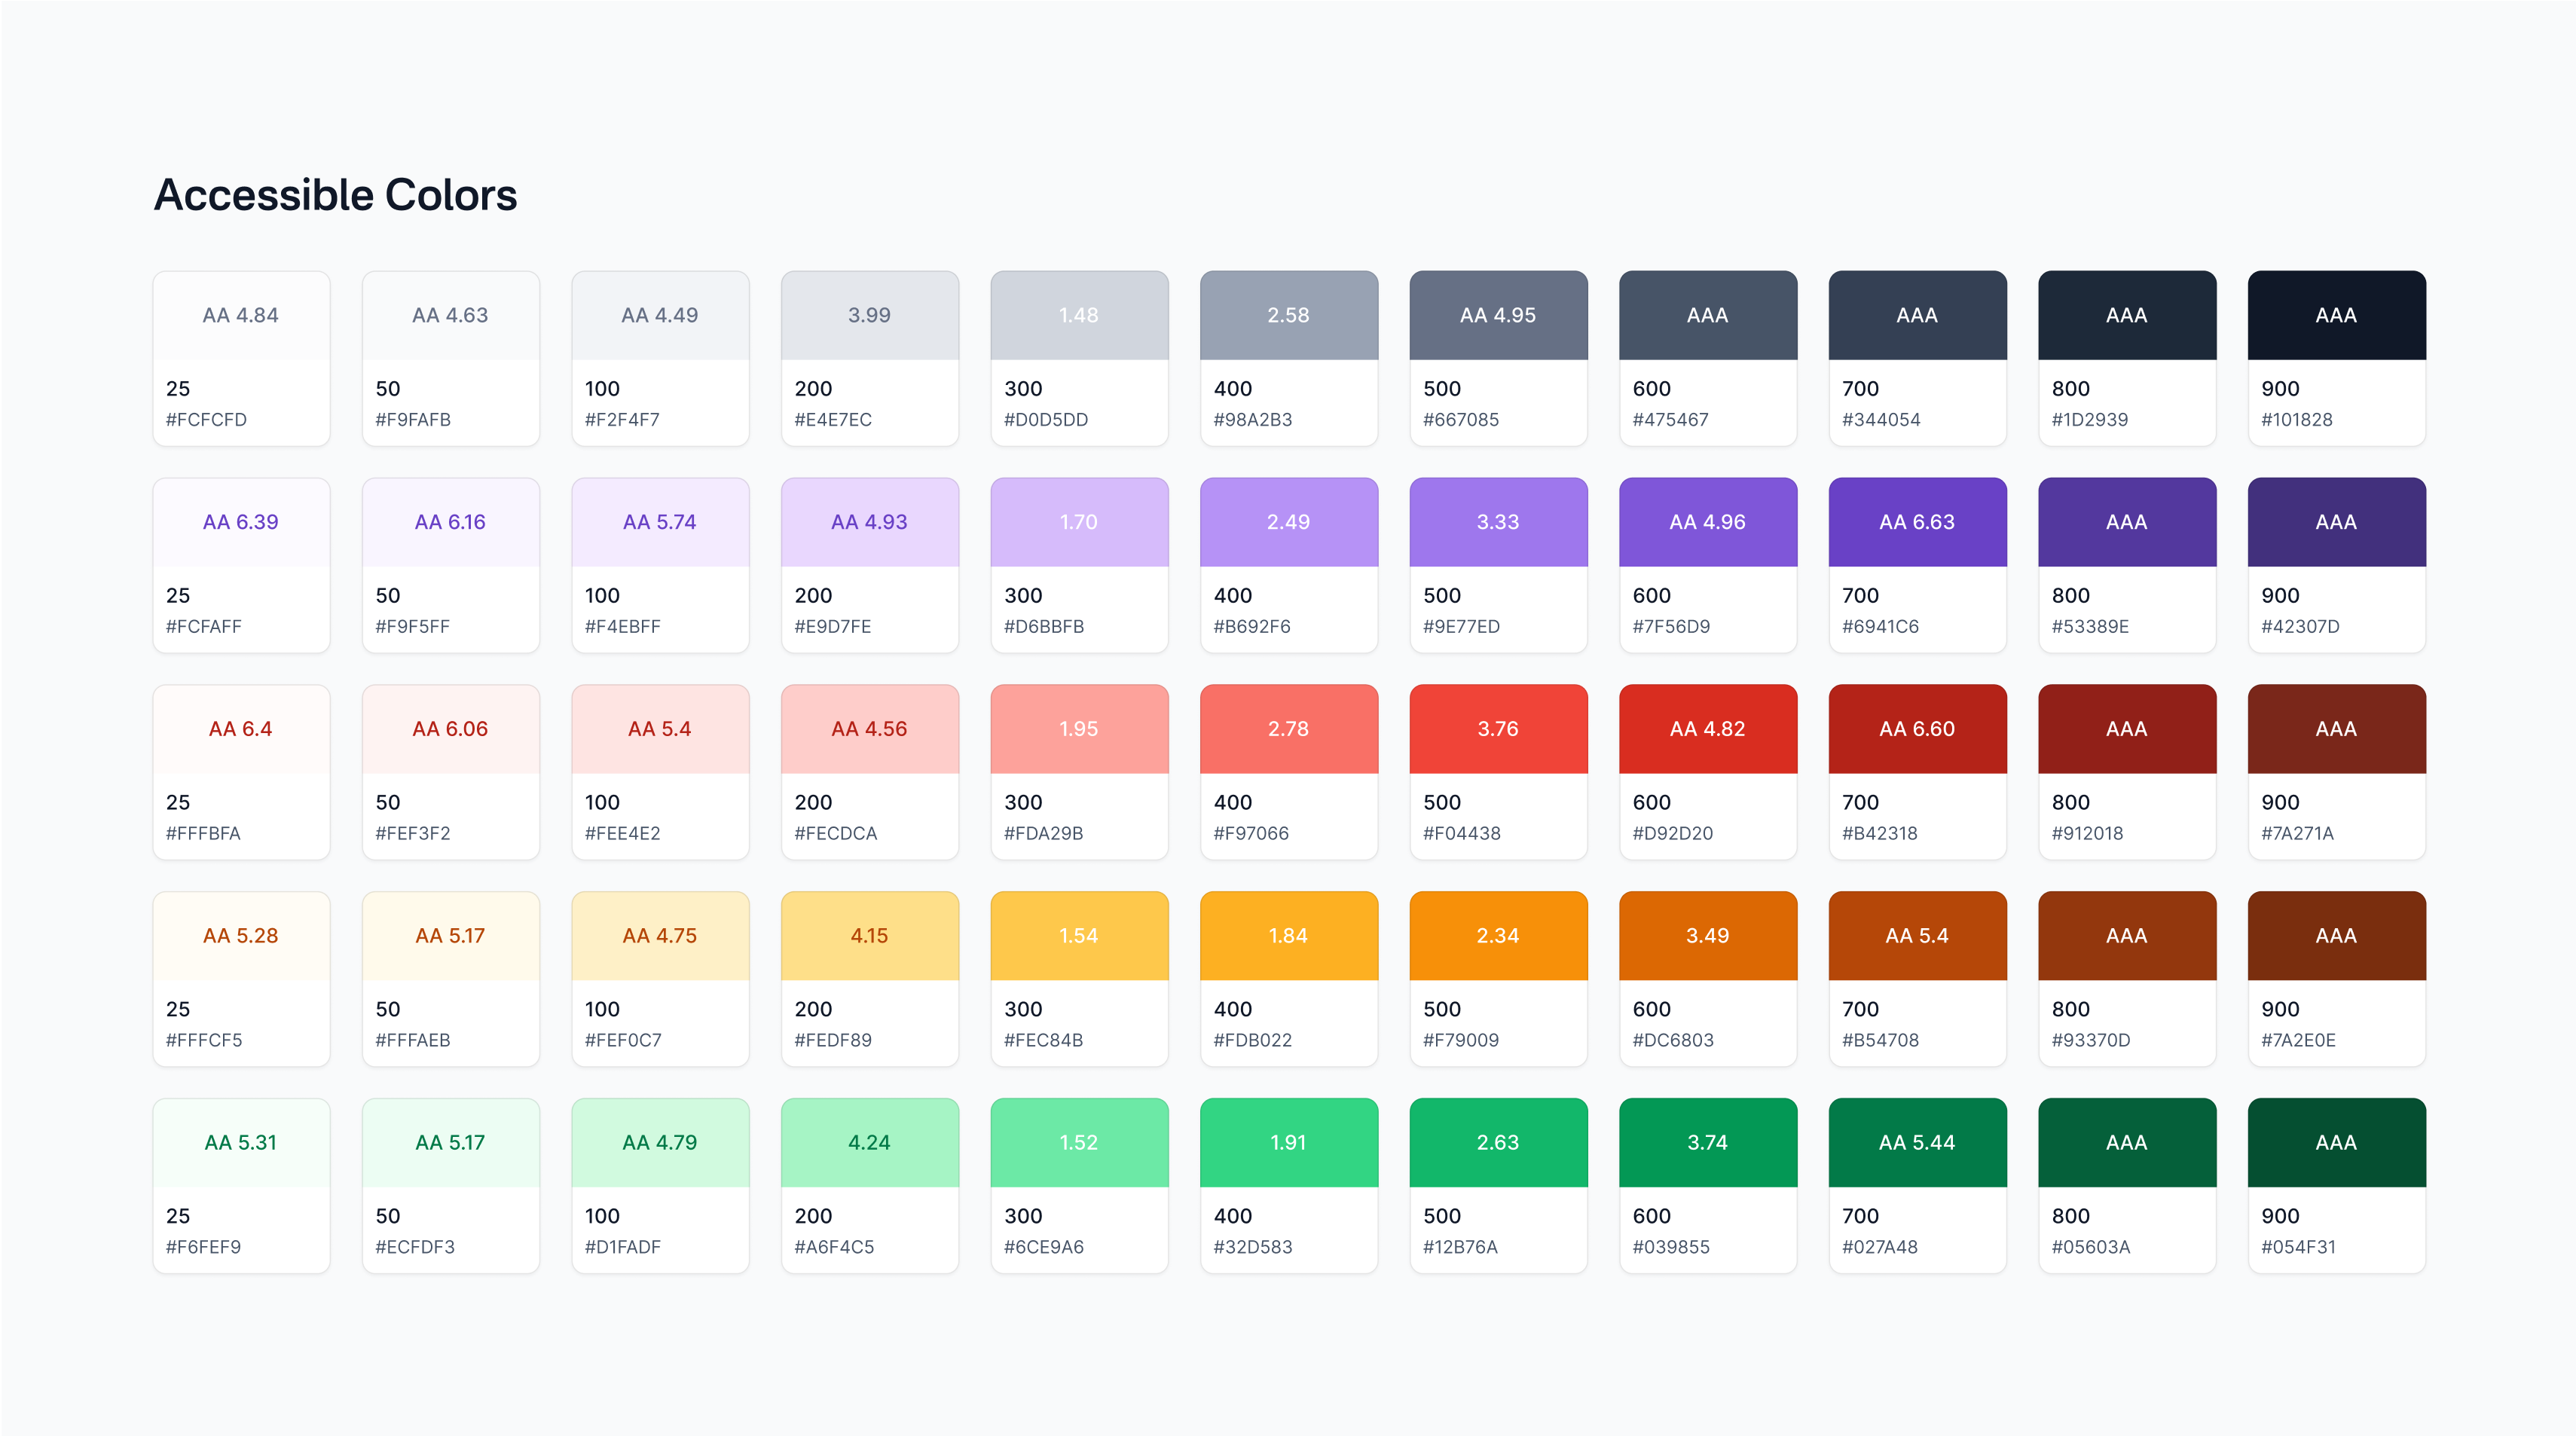 Accessible Colors
AA 4.84
AA 4.63
AA 4.49
3.99
1.48
2.58
AA 4.95
AAA
AAA
AAA
AAA
25
50
100
200
300
400
500
600
700
800
900
#FCFCFD
#F9FAFB
#F2F4F7
#E4E7EC
#D0D5DD
#98A2B3
#667085
#475467
#344054
#1D2939
#101828
AA 6.39
AA 6.16
AA 5.74
AA 4.93
1.70
2.49
3.33
AA 4.96
AA 6.63
AAA
AAA
25
50
100
200
300
400
500
600
700
800
900
#FCFAFF
#F9F5FF
#F4EBFF
#E9D7FE
#D6BBFB
#B692F6
#9E77ED
#7F56D9
#6941C6
#53389E
#42307D
AA 6.4
AA 6.06
AA 5.4
AA 4.56
1.95
2.78
3.76
AA 4.82
AA 6.60
AAA
AAA
25
50
100
200
300
400
500
600
700
800
900
#FFFBFA
#FEF3F2
#FEE4E2
#FECDCA
#FDA29B
#F97066
#F04438
#D92D20
#B42318
#912018
#7A271A
AA 5.28
AA 5.17
AA 4.75
4.15
1.54
1.84
2.34
3.49
AA 5.4
AAA
AAA
25
50
100
200
300
400
500
600
700
800
900
#FFFCF5
#FFFAEB
#FEF0C7
#FEDF89
#FEC84B
#FDB022
#F79009
#DC6803
#B54708
#93370D
#7A2E0E
AA 5.31
AA 5.17
AA 4.79
4.24
1.52
1.91
2.63
3.74
AA 5.44
AAA
AAA
25
50
100
200
300
400
500
600
700
800
900
#F6FEF9
#ECFDF3
#D1FADF
#A6F4C5
#6CE9A6
#32D583
#12B76A
#039855
#027A48
#05603A
#054F31